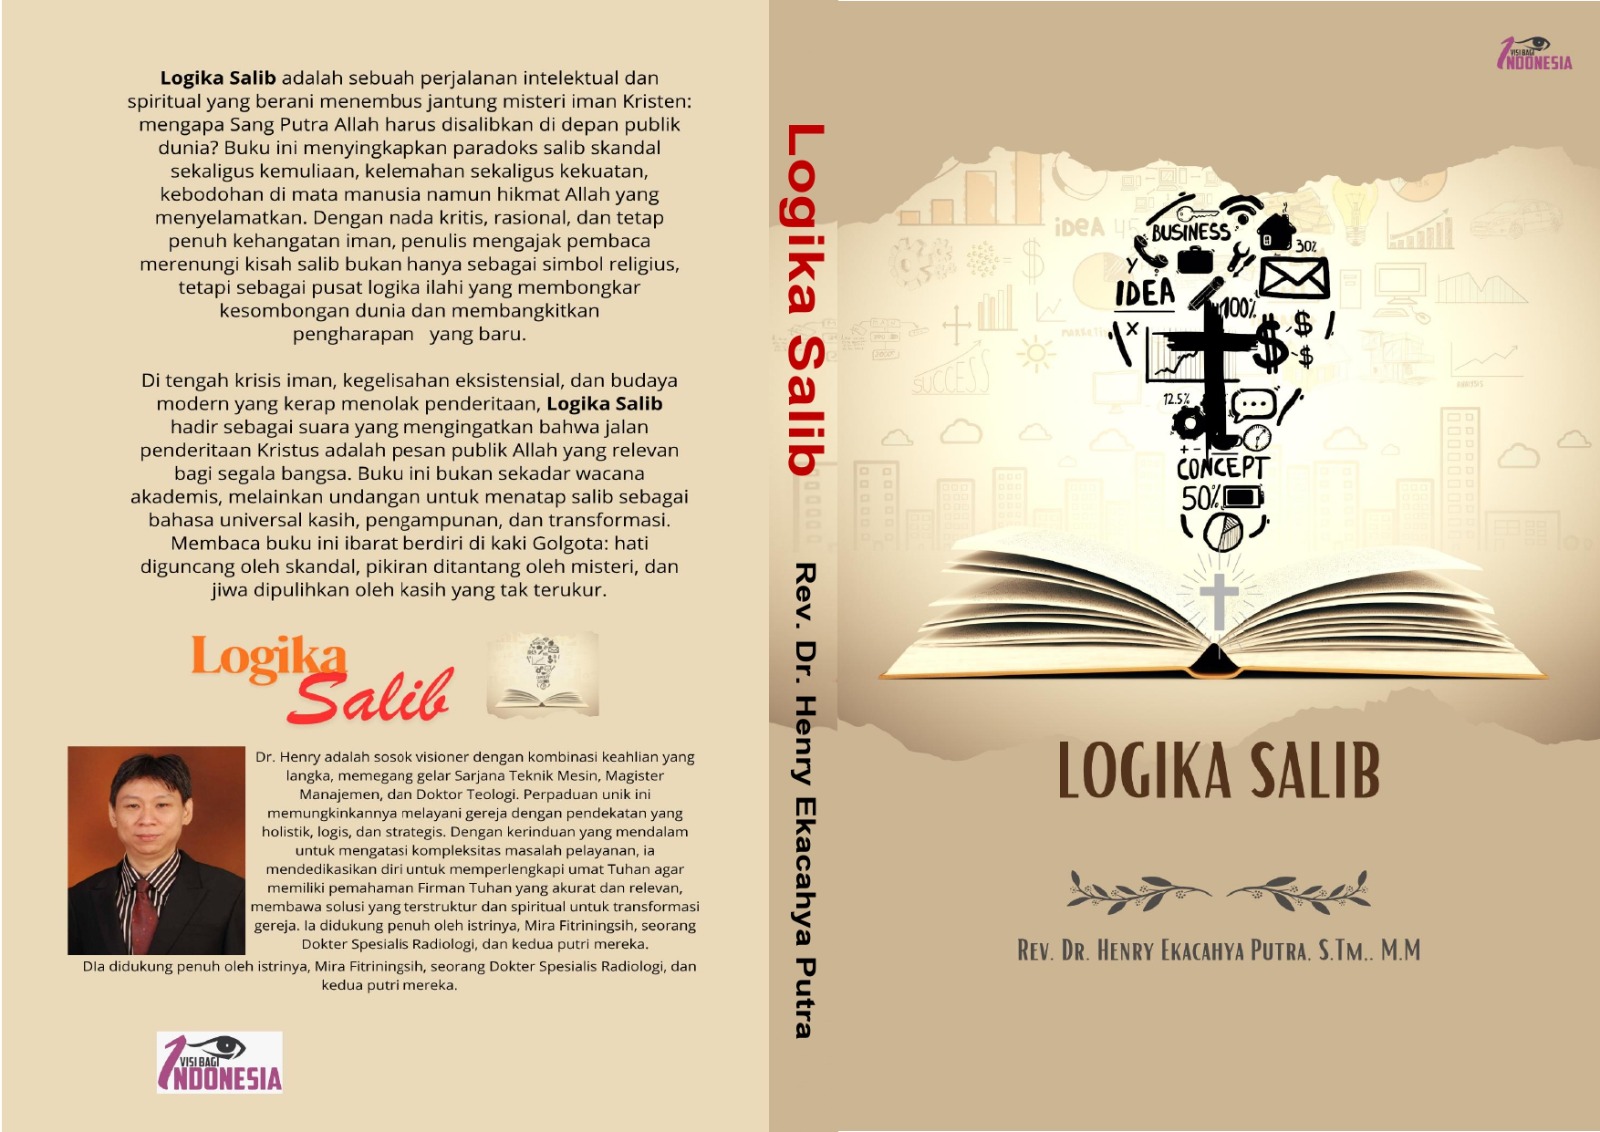 Logika Salib adalah sebuah perjalanan intelektual dan
spiritual yang berani menembus jantung misteri iman Kristen:
mengapa Sang Putra Allah harus disalibkan di depan publik
dunia? Buku ini menyingkapkan paradoks salib skandal
sekaligus kemuliaan, kelemahan sekaligus kekuatan,
kebodohan di mata manusia namun hikmat Allah yang
menyelamatkan. Dengan nada kritis, rasional, dan tetap
penuh kehangatan iman, penulis mengajak pembaca
merenungi kisah salib bukan hanya sebagai simbol religius,
tetapi sebagai pusat logika ilahi yang membongkar
kesombongan dunia dan membangkitkan
pengharapan yang baru.
Di tengah krisis iman, kegelisahan eksistensial, dan budaya
modern yang kerap menolak penderitaan, Logika Salib
hadir sebagai suara yang mengingatkan bahwa jalan
penderitaan Kristus adalah pesan publik Allah yang relevan
bagi segala bangsa. Buku ini bukan sekadar wacana
akademis, melainkan undangan untuk menatap salib sebagai
bahasa universal kasih, pengampunan, dan transformasi.
Membaca buku ini ibarat berdiri di kaki Golgota: hati
diguncang oleh skandal, pikiran ditantang oleh misteri, dan
jiwa dipulihkan oleh kasih yang tak terukur.
Logika
Salib
Dr. Henry adalah sosok visioner dengan kombinasi keahlian yang
langka, memegang gelar Sarjana Teknik Mesin, Magister
Manajemen, dan Doktor Teologi. Perpaduan unik ini
memungkinkannya melayani gereja dengan pendekatan yang
holistik, logis, dan strategis. Dengan kerinduan yang mendalam
untuk mengatasi kompleksitas masalah pelayanan, ia
mendedikasikan diri untuk memperlengkapi umat Tuhan agar
memiliki pemahaman Firman Tuhan yang akurat dan relevan,
membawa solusi yang terstruktur dan spiritual untuk transformasi
gereja. Ia didukung penuh oleh istrinya, Mira Fitriningsih, seorang
Dokter Spesialis Radiologi, dan kedua putri mereka.
DIa didukung penuh oleh istrinya, Mira Fitriningsih, seorang Dokter Spesialis Radiologi, dan
kedua putri mereka.
1 VISI BAGI
INDONESIA
Logika Salib Rev. Dr. Henry Ekacahya Putra
1 VISI BAGI
INDONESIA
IDEA 45
SUCCESS
BUSINESS
30%
Y
IDEA
100%
X
$ $
$
12.5%
+ -
CONCEPT
50%
LOGIKA SALIB
REV. DR. HENRY EKACAHYA PUTRA. S.TM.. M.M